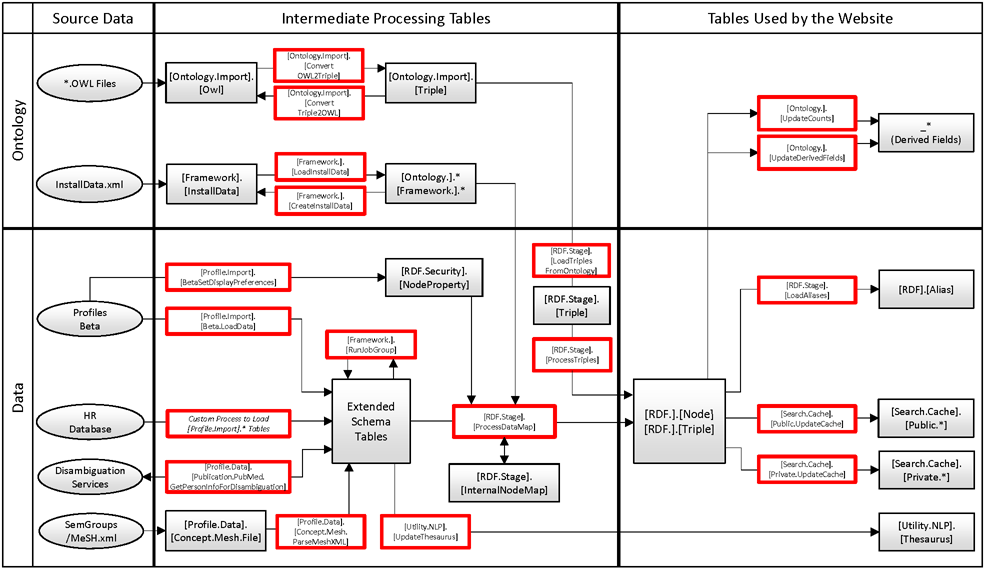 Source Data
Intermediate Processing Tables
Tables Used by the Website
Ontology
*.OWL Files
[Ontology.Import].
[Owl]
[Ontology.Import].
[Convert
OWL2Triple]
[Ontology.Import].
[Convert
Triple2OWL]
[Ontology.Import].
[Triple]
[Ontology.].
[UpdateCounts]
[Ontology.].
[UpdateDerivedFields]
_*
(Derived Fields)
InstallData.xml
[Framework.].
[InstallData]
[Framework.].
[LoadInstallData]
[Framework.].
[CreateInstallData]
[Ontology.].*
[Framework.].*
Data
Profiles
Beta
[Profile.Import].
[BetaSetDisplayPreferences]
[Profile.Import].
[Beta.LoadData]
[RDF.Security].
[NodeProperty]
[RDF.Stage].
[LoadTriples
FromOntology]
[RDF.Stage].
[Triple]
[RDF.Stage].
[ProcessTriples]
[RDF.Stage].
[LoadAliases]
[RDF].[Alias]
[Framework.].
[RunJobGroup]
HR
Database
Custom Process to Load
[Profile.Import].* Tables
Extended
Schema
Tables
[RDF.Stage].
[ProcessDataMap]
[RDF.].[Node]
[RDF.].[Triple]
[Search.Cache].
[Public.UpdateCache]
[Search.Cache].
[Public.*]
Disambiguation
Services
[Profile.Data].
[Publication.PubMed.
GetPersonInfoForDisambiguation]
[RDF.Stage].
[InternalNodeMap]
[Search.Cache].
[Private.UpdateCache]
[Search.Cache].
[Private.*]
SemGroups
/MeSH.xml
[Profile.Data].
[Concept.Mesh.File]
[Profile.Data].
[Concept.Mesh.
ParseMeshXML]
[Utility.NLP].
[UpdateThesaurus]
[Utility.NLP].
[Thesaurus]